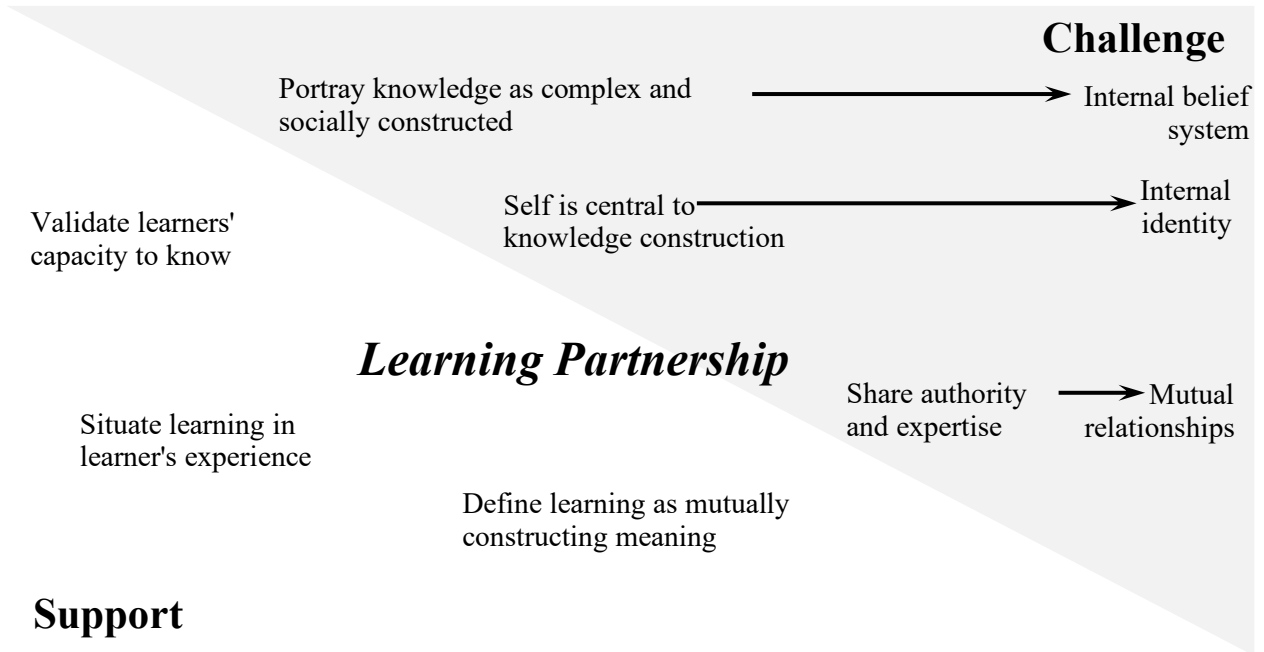 Challenge
Portray knowledge as complex and
socially constructed
Internal belief
system
Self is central to
knowledge construction
Internal
identity
Validate learners'
capacity to know
Learning Partnership
Share authority
and expertise
Mutual
relationships
Situate learning in
learner's experience
Define learning as mutually
constructing meaning
Support